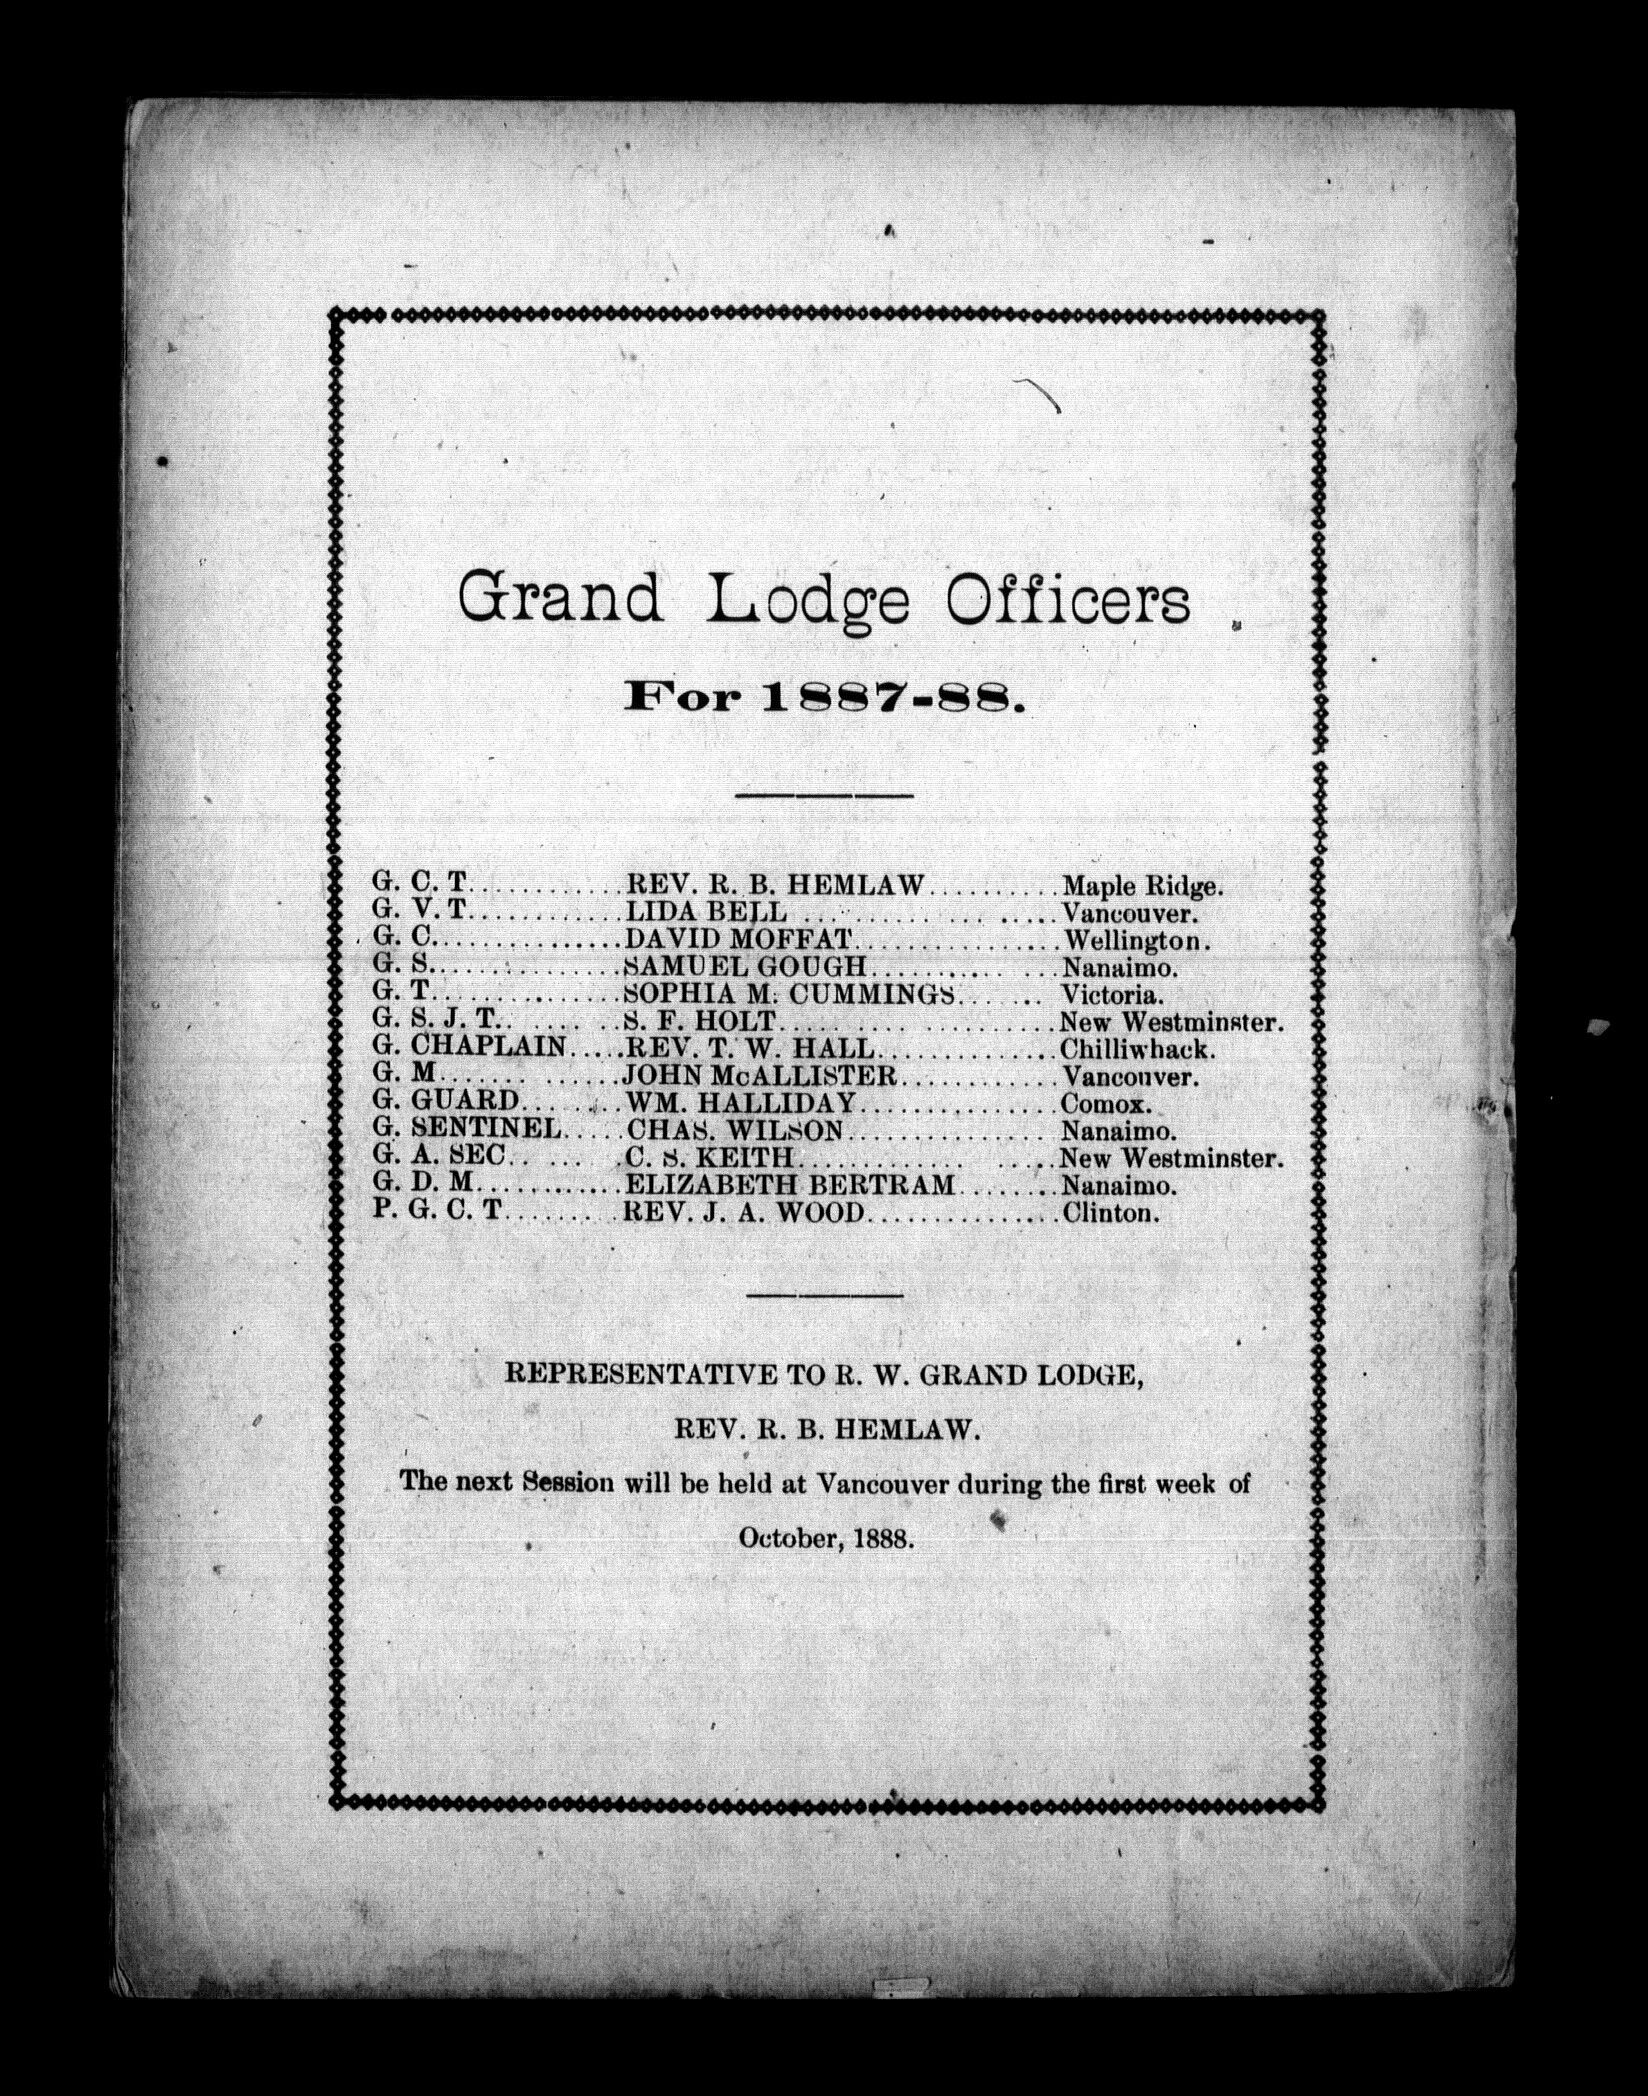 Grand Lodge Officers
For 1887-88.
G. C. T............REV. R. B. HEMLAW..........Maple Ridge.
G. V. T............LIDA BELL ..................Vancouver.
G. C...............DAVID MOFFAT...............Wellington.
G. S...............SAMUEL GOUGH.............Nanaimo.
G. T...............SOPHIA M. CUMMINGS....... Victoria.
G. S. J. T.........S. F. HOLT....................New Westminster.
G. CHAPLAIN.....REV. T. W. HALL.............Chilliwhack.
G. M..............JOHN McALLISTER............Vancouver.
G. GUARD........WM. HALLIDAY...............Comox.
G. SENTINEL.....CHAS. WILSON...............Nanaimo.
G. A. SEC........C. S. KEITH..................New Westminster.
G. D. M...........ELIZABETH BERTRAM........Nanaimo.
P. G. C. T.........REV. J. A. WOOD..............Clinton.
REPRESENTATIVE TO R. W. GRAND LODGE,
REV. R. B. HEMLAW.
The next Session will be held at Vancouver during the first week of
October, 1888.